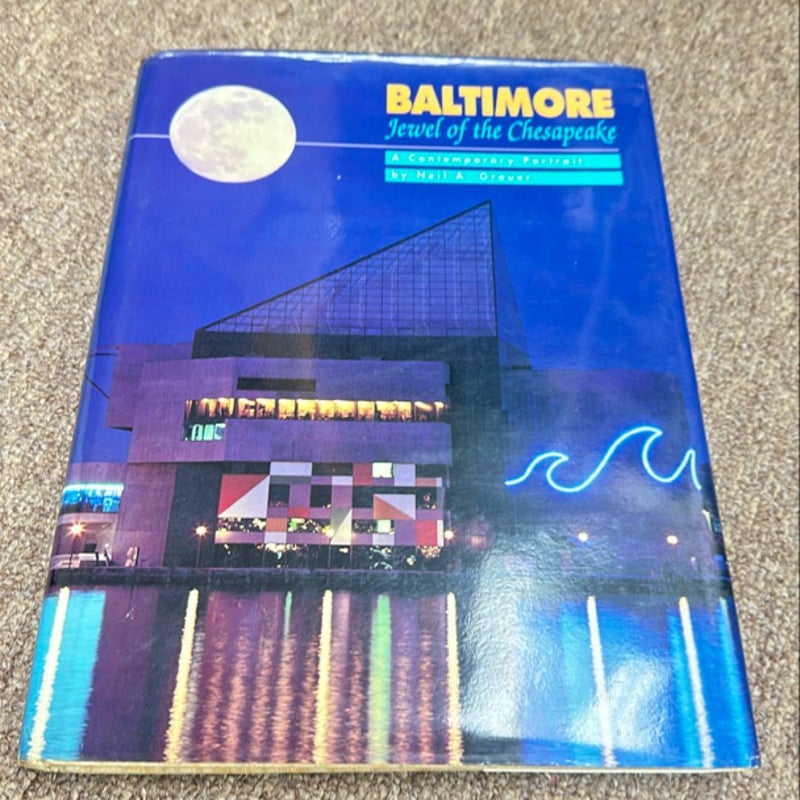 BALTIMORE
Jewel of the Chesapeake
A Contemporary Portrait
by Neil A. Grauer